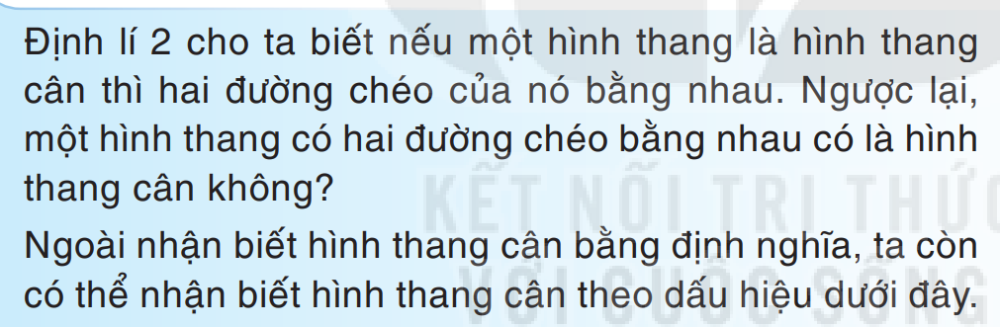 Định lí 2 cho ta biết nếu một hình thang là hình thang
cân thì hai đường chéo của nó bằng nhau. Ngược lại,
một hình thang có hai đường chéo bằng nhau có là hình
thang cân không?
KẾT NỐI TRI THỨC
Ngoài nhận biết hình thang cân bằng định nghĩa, ta còn
VỚI CUỘC SỐNG
có thể nhận biết hình thang cân theo dấu hiệu dưới đây.